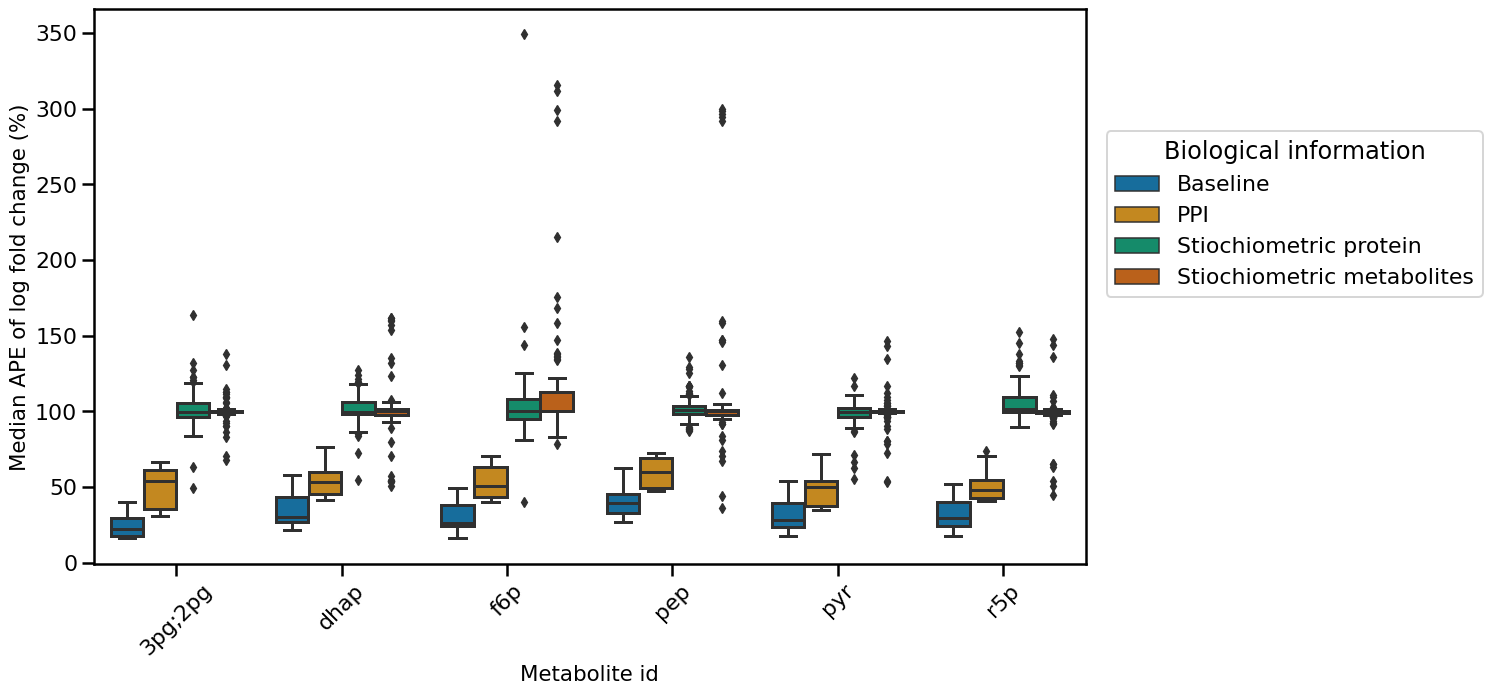 Median APE of log fold change (%)
350
300
250
200
150
100
50
0
3pg;2pg
dhap
f6p
pep
pyr
r5p
Metabolite id
Biological information
Baseline
PPI
Stiochiometric protein
Stiochiometric metabolites